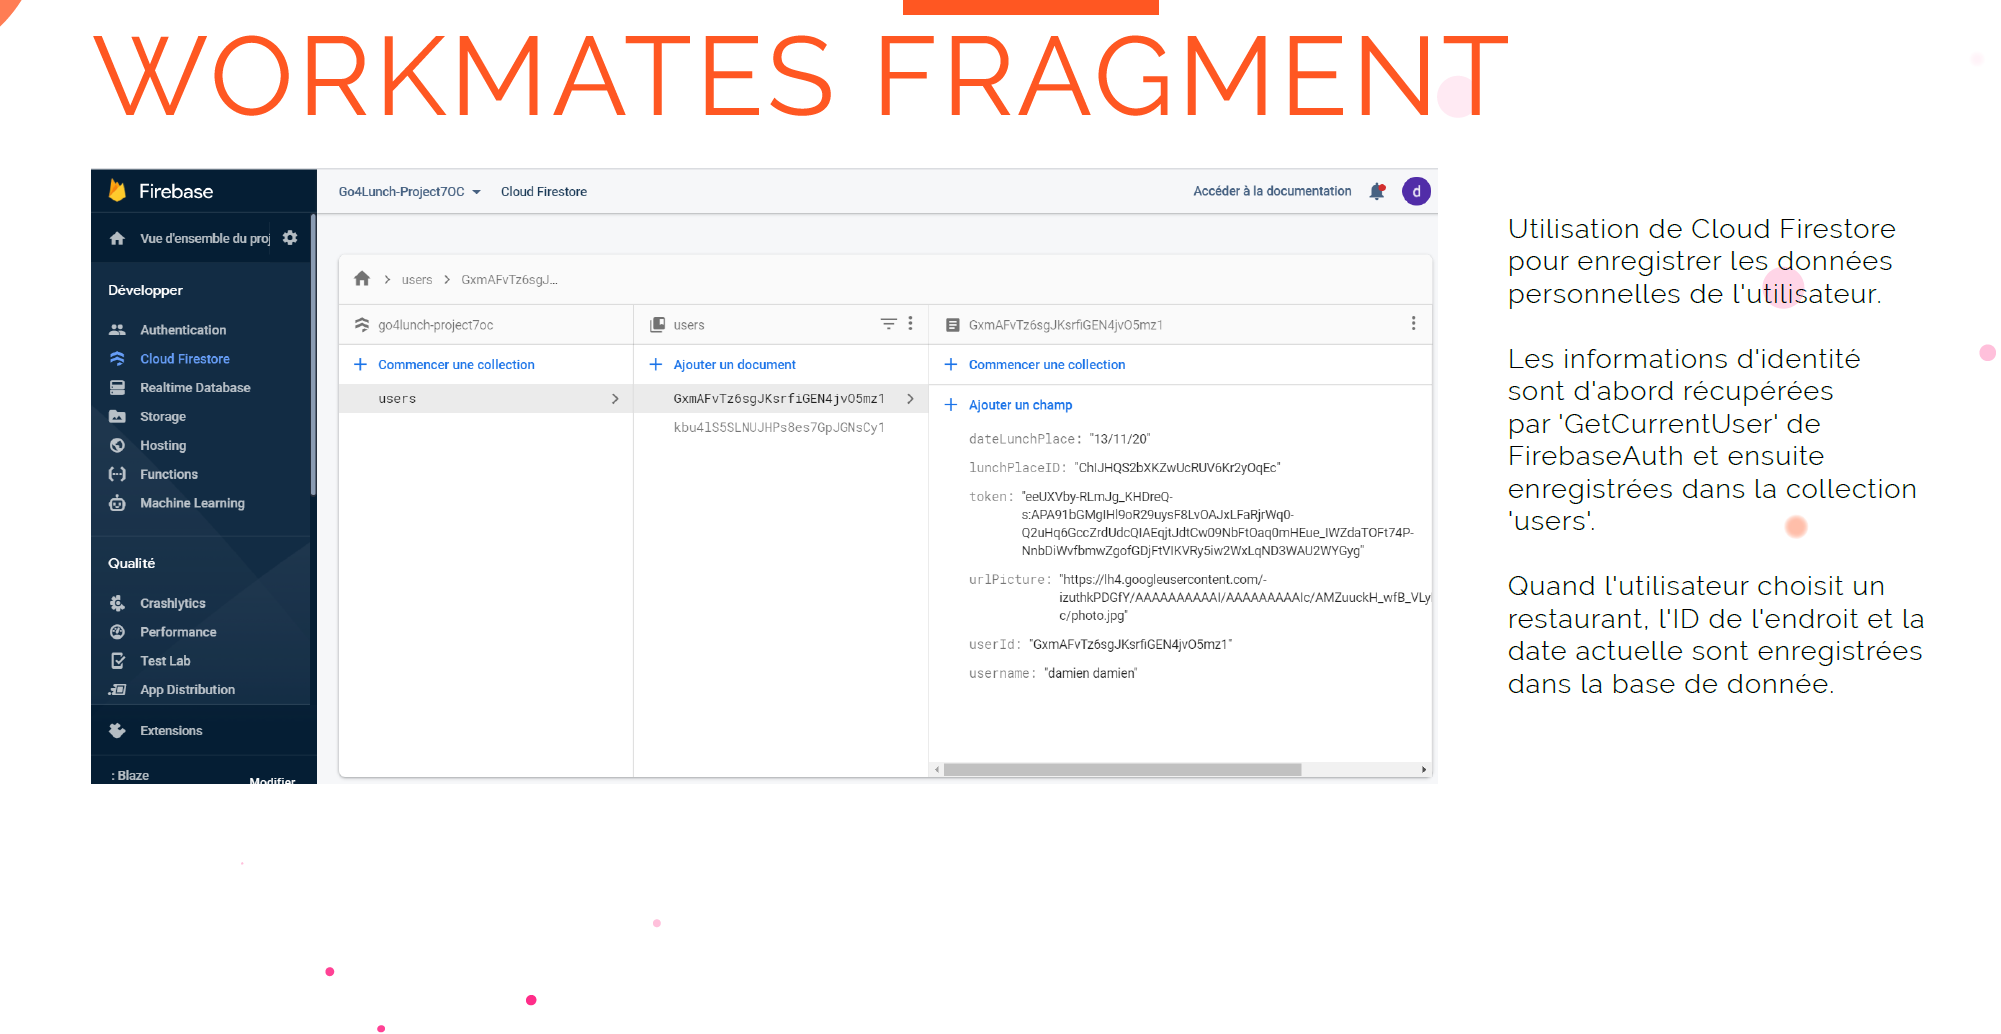 WORKMATES FRAGMENT
Firebase
Vue d'ensemble du proj
Développer
Authentication
Cloud Firestore
Realtime Database
Storage
Hosting
Functions
Machine Learning
Qualité
Crashlytics
Performance
Test Lab
App Distribution
Extensions
: Blaze
Modifier
Go4Lunch-Project7OC
Cloud Firestore
Accéder à la documentation
d
users
GxmAFvTz6sgJ...
go4lunch-project7oc
Commencer une collection
users
users
Ajouter un document
GxmAFvTz6sgJKsrfiGEN4jvO5mz1
kbu4lS5SLNUJHPs8es7GpJGNsCy1
GxmAFvTz6sgJKsrfiGEN4jvO5mz1
Commencer une collection
Ajouter un champ
dateLunchPlace: "13/11/20"
lunchPlaceID: "ChIJHQS2bXKZwUcRUV6Kr2yOqEc"
token: "eeUXVby-RLmJg_KHDreQ-
s:APA91bGMgIHl9oR29uysF8LvOAJxLFaRjrWq0-
Q2uHq6GccZrdUdcQIAEqjtJdtCw09NbFtOaq0mHEue_IWZdaTOFt74P-
NnbDiWvfbmwZgofGDjFtVIKVRy5iw2WxLqND3WAU2WYGyg"
urlPicture: "https://lh4.googleusercontent.com/-
izuthkPDGfY/AAAAAAAAAAI/AAAAAAAAAIc/AMZuuckH_wfB_VLy
c/photo.jpg"
userId: "GxmAFvTz6sgJKsrfiGEN4jvO5mz1"
username: "damien damien"
Utilisation de Cloud Firestore
pour enregistrer les données
personnelles de l'utilisateur.
Les informations d'identité
sont d'abord récupérées
par 'GetCurrentUser' de
FirebaseAuth et ensuite
enregistrées dans la collection
'users'.
Quand l'utilisateur choisit un
restaurant, l'ID de l'endroit et la
date actuelle sont enregistrées
dans la base de donnée.